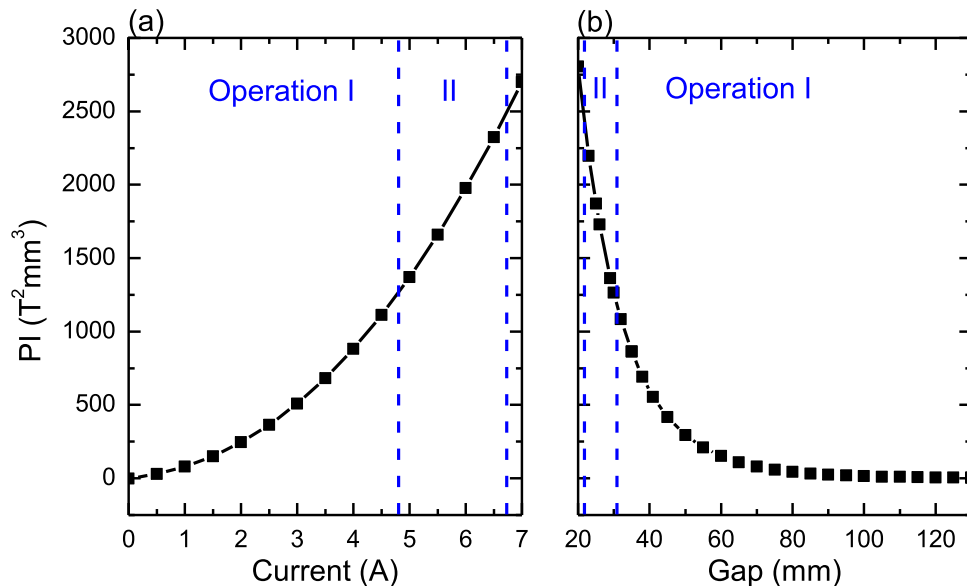 (a)
(b)
3000
2500
2000
1500
1000
500
0
PI (T²mm³)
Operation I
II
II
Operation I
0 1 2 3 4 5 6 7
20 40 60 80 100 120
Current (A)
Gap (mm)